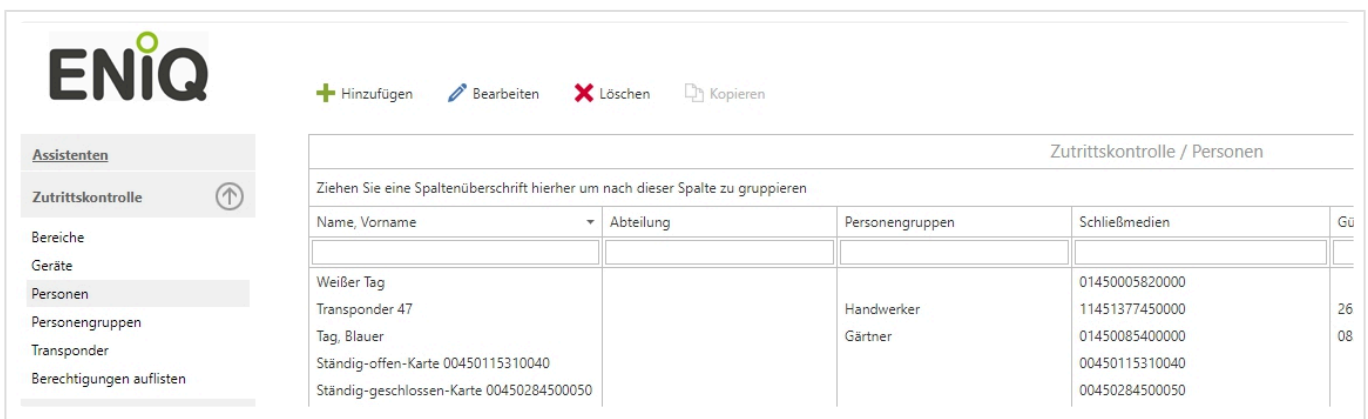 ENiQ
Hinzufügen Bearbeiten Löschen Kopieren
Assistenten
Zutrittskontrolle
Bereiche
Geräte
Personen
Personengruppen
Transponder
Berechtigungen auflisten
Zutrittskontrolle / Personen
Ziehen Sie eine Spaltenüberschrift hierher um nach dieser Spalte zu gruppieren
Name, Vorname Abteilung Personengruppen Schließmedien Gü
Weißer Tag 01450005820000
Transponder 47 Handwerker 11451377450000 26
Tag, Blauer Gärtner 01450085400000 08
Ständig-offen-Karte 00450115310040 00450115310040
Ständig-geschlossen-Karte 00450284500050 00450284500050